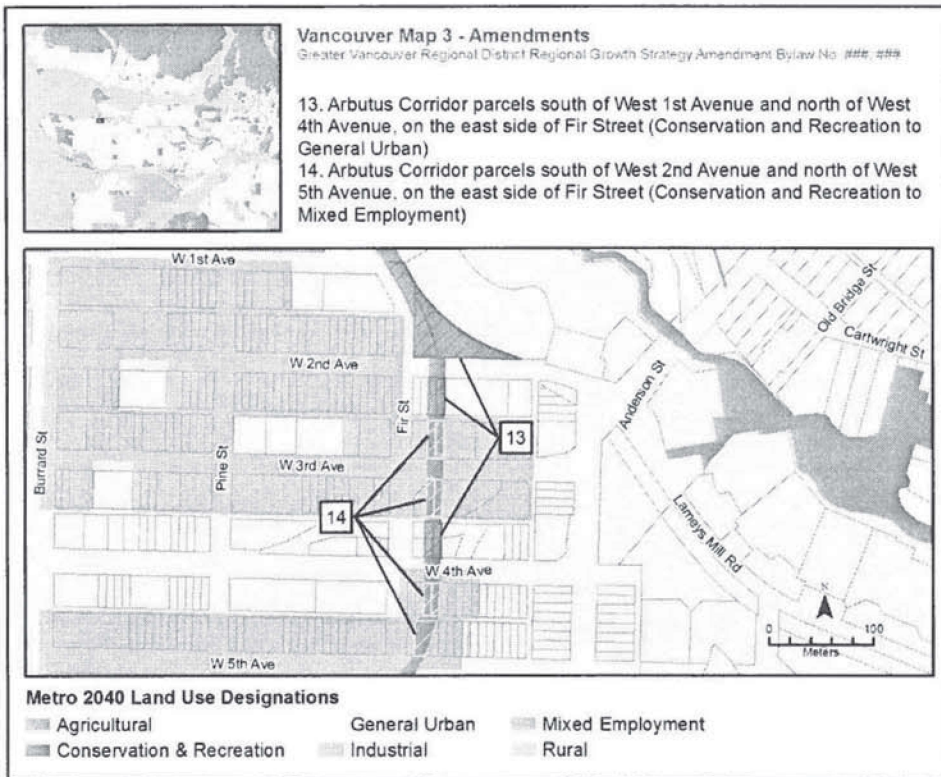 Vancouver Map 3 - Amendments
Greater Vancouver Regional District Regional Growth Strategy Amendment Bylaw No. ###, ###
13. Arbutus Corridor parcels south of West 1st Avenue and north of West
4th Avenue, on the east side of Fir Street (Conservation and Recreation to
General Urban)
14. Arbutus Corridor parcels south of West 2nd Avenue and north of West
5th Avenue, on the east side of Fir Street (Conservation and Recreation to
Mixed Employment)
W 1st Ave
Old Bridge St
Cartwright St
W 2nd Ave
Anderson St
Fir St
13
Burrard St
Pine St
W 3rd Ave
14
Lameys Mill Rd
W 4th Ave
N
0 100
Meters
W 5th Ave
Metro 2040 Land Use Designations
Agricultural General Urban Mixed Employment
Conservation & Recreation Industrial Rural